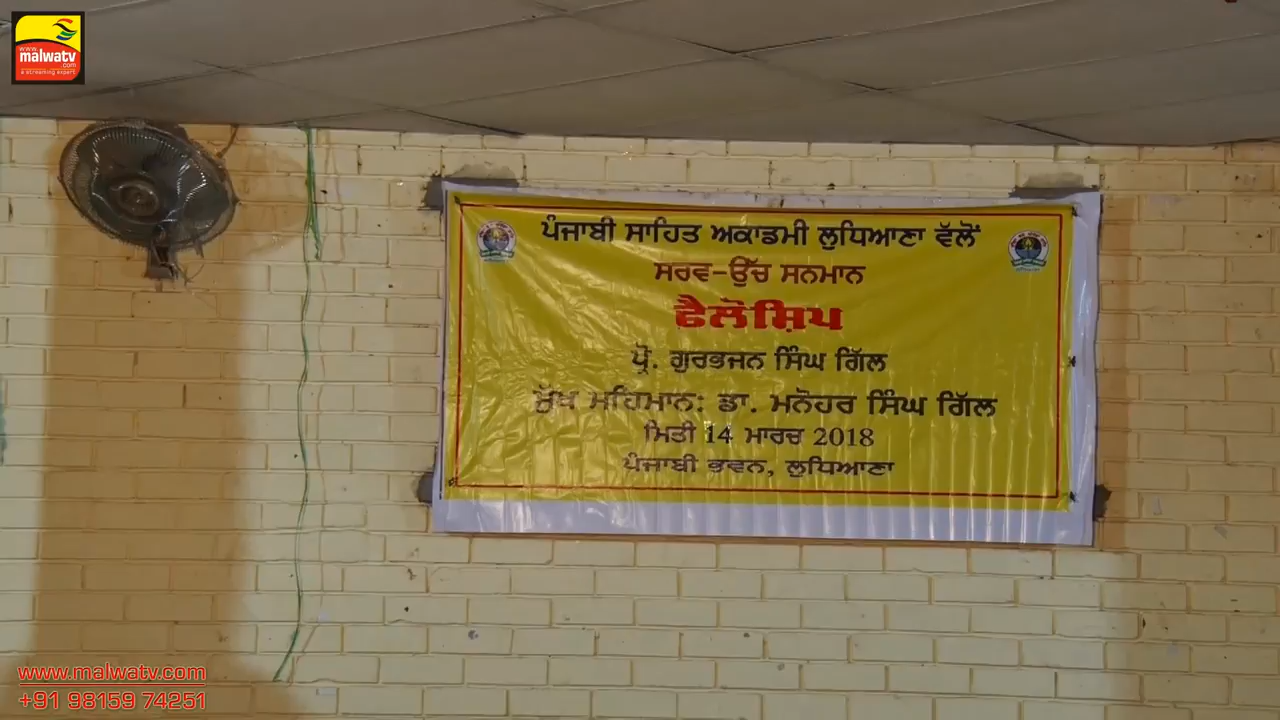 www.
malwatv
.com
a streaming expert
ਪੰਜਾਬੀ ਸਾਹਿਤ ਅਕਾਡਮੀ ਲੁਧਿਆਣਾ ਵੱਲੋਂ
ਸਰਵ-ਉੱਚ ਸਨਮਾਨ
ਫੈਲੋਸ਼ਿਪ
ਪ੍ਰੋ. ਗੁਰਭਜਨ ਸਿੰਘ ਗਿੱਲ
ਮੁੱਖ ਮਹਿਮਾਨ: ਡਾ. ਮਨੋਹਰ ਸਿੰਘ ਗਿੱਲ
ਮਿਤੀ 14 ਮਾਰਚ 2018
ਪੰਜਾਬੀ ਭਵਨ, ਲੁਧਿਆਣਾ
www.malwatv.com
+91 98159 74251